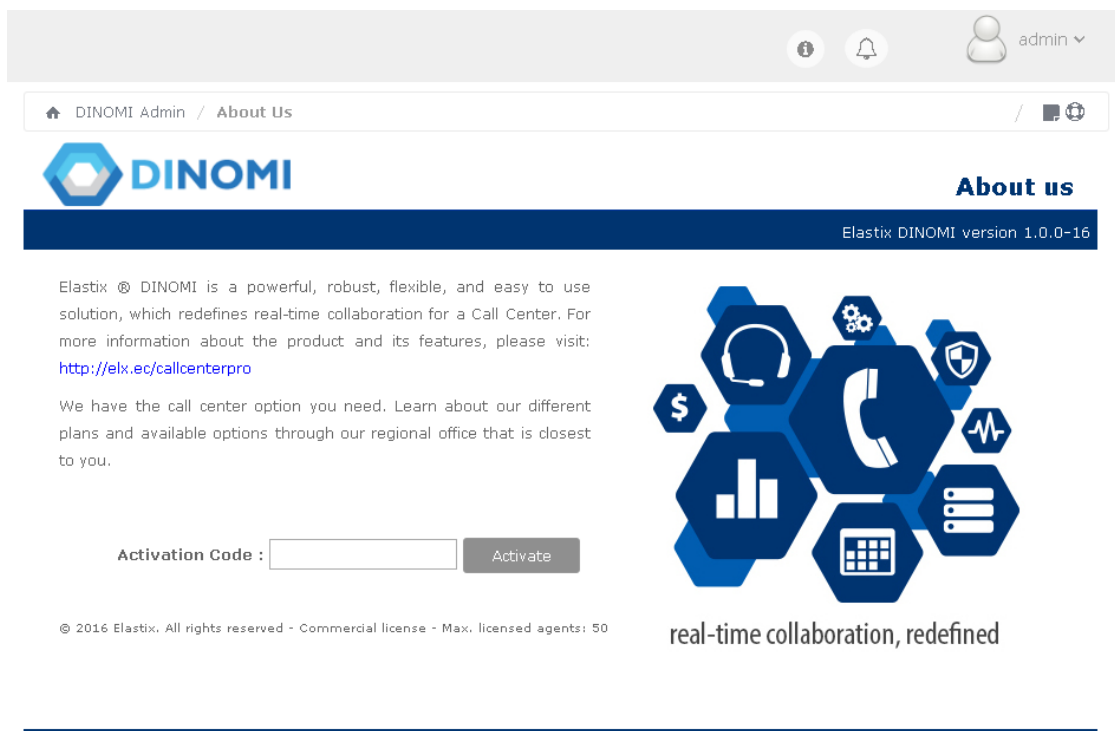 admin
DINOMI Admin / About Us /
DINOMI
About us
Elastix DINOMI version 1.0.0-16
Elastix ® DINOMI is a powerful, robust, flexible, and easy to use
solution, which redefines real-time collaboration for a Call Center. For
more information about the product and its features, please visit:
http://elx.ec/callcenterpro
We have the call center option you need. Learn about our different
plans and available options through our regional office that is closest
to you.
Activation Code : Activate
© 2016 Elastix. All rights reserved - Commercial license - Max. licensed agents: 50
$
real-time collaboration, redefined